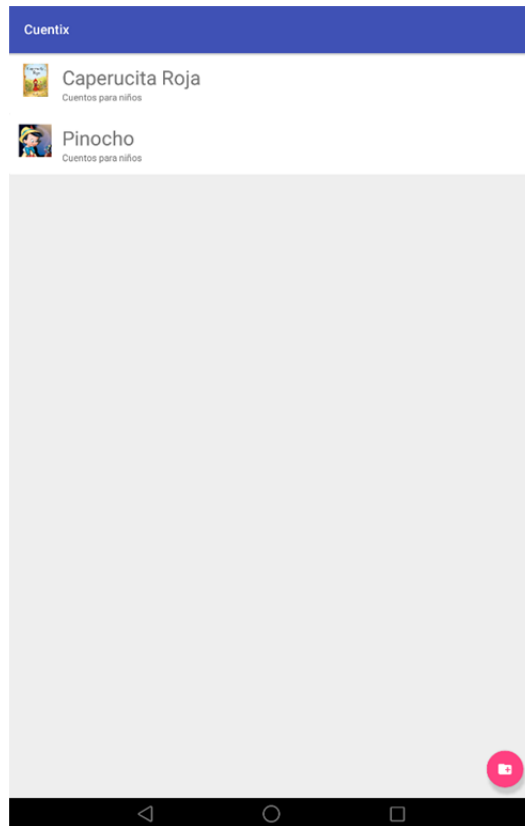 Cuentix
Caperucita Roja
Cuentos para niños
Pinocho
Cuentos para niños